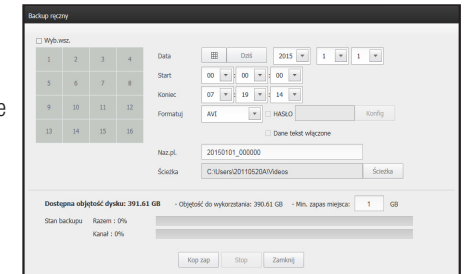 Backup ręczny
Wyb.wsz.
1 2 3 4
5 6 7 8
9 10 11 12
13 14 15 16
Data Dziś 2015 1 1
Start 00 : 00 : 00
Koniec 07 : 19 : 14
Formatuj AVI HASŁO Konfig
Dane tekst włączone
Naz.pl. 20150101_000000
Ścieżka C:\Users\20110520A\Videos Ścieżka
Dostępna objętość dysku: 391.61 GB - Objętość do wykorzstania: 390.61 GB - Min. zapas miejsca: 1 GB
Stan backupu Razem : 0%
Kanał : 0%
Kop zap Stop Zamknij
e